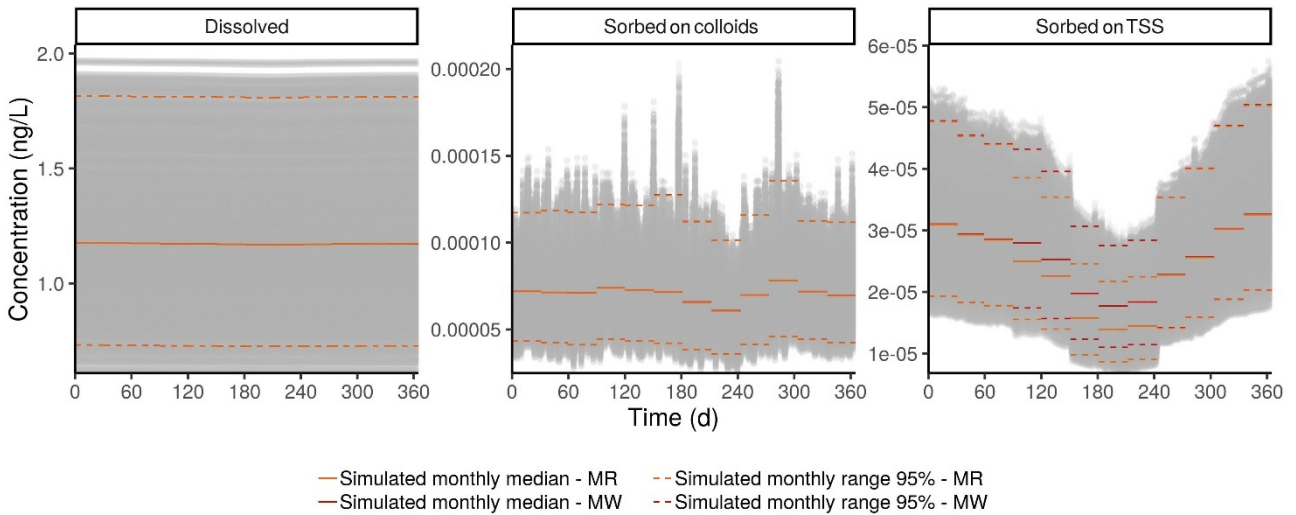 Dissolved
Sorbed on colloids
Sorbed on TSS
Concentration (ng/L)
2.0
1.5
1.0
0.00020
0.00015
0.00010
0.00005
6e-05
5e-05
4e-05
3e-05
2e-05
1e-05
0 60 120 180 240 300 360
0 60 120 180 240 300 360
0 60 120 180 240 300 360
Time (d)
Simulated monthly median - MR
Simulated monthly range 95% - MR
Simulated monthly median - MW
Simulated monthly range 95% - MW